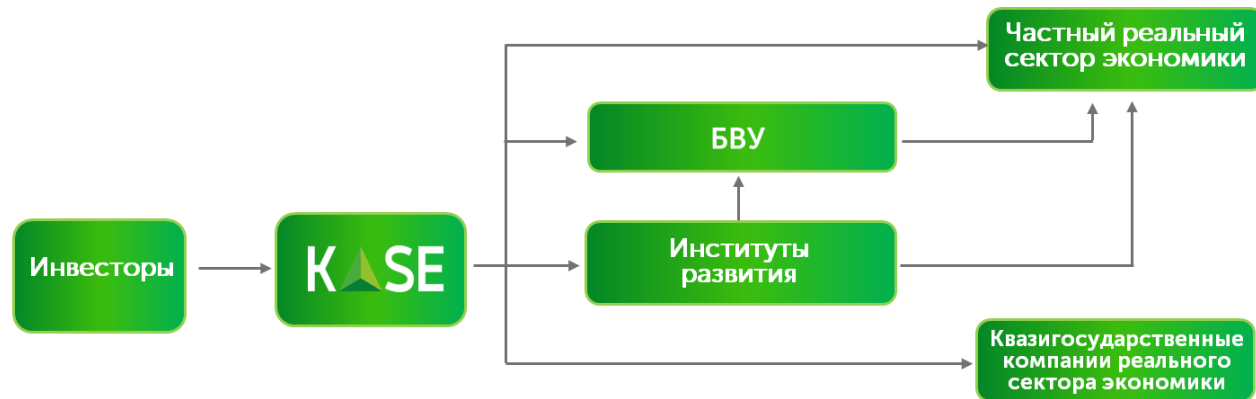 Частный реальный
сектор экономики
БВУ
Инвесторы
KASE
Институты
развития
Квазигосударственные
компании реального
сектора экономики